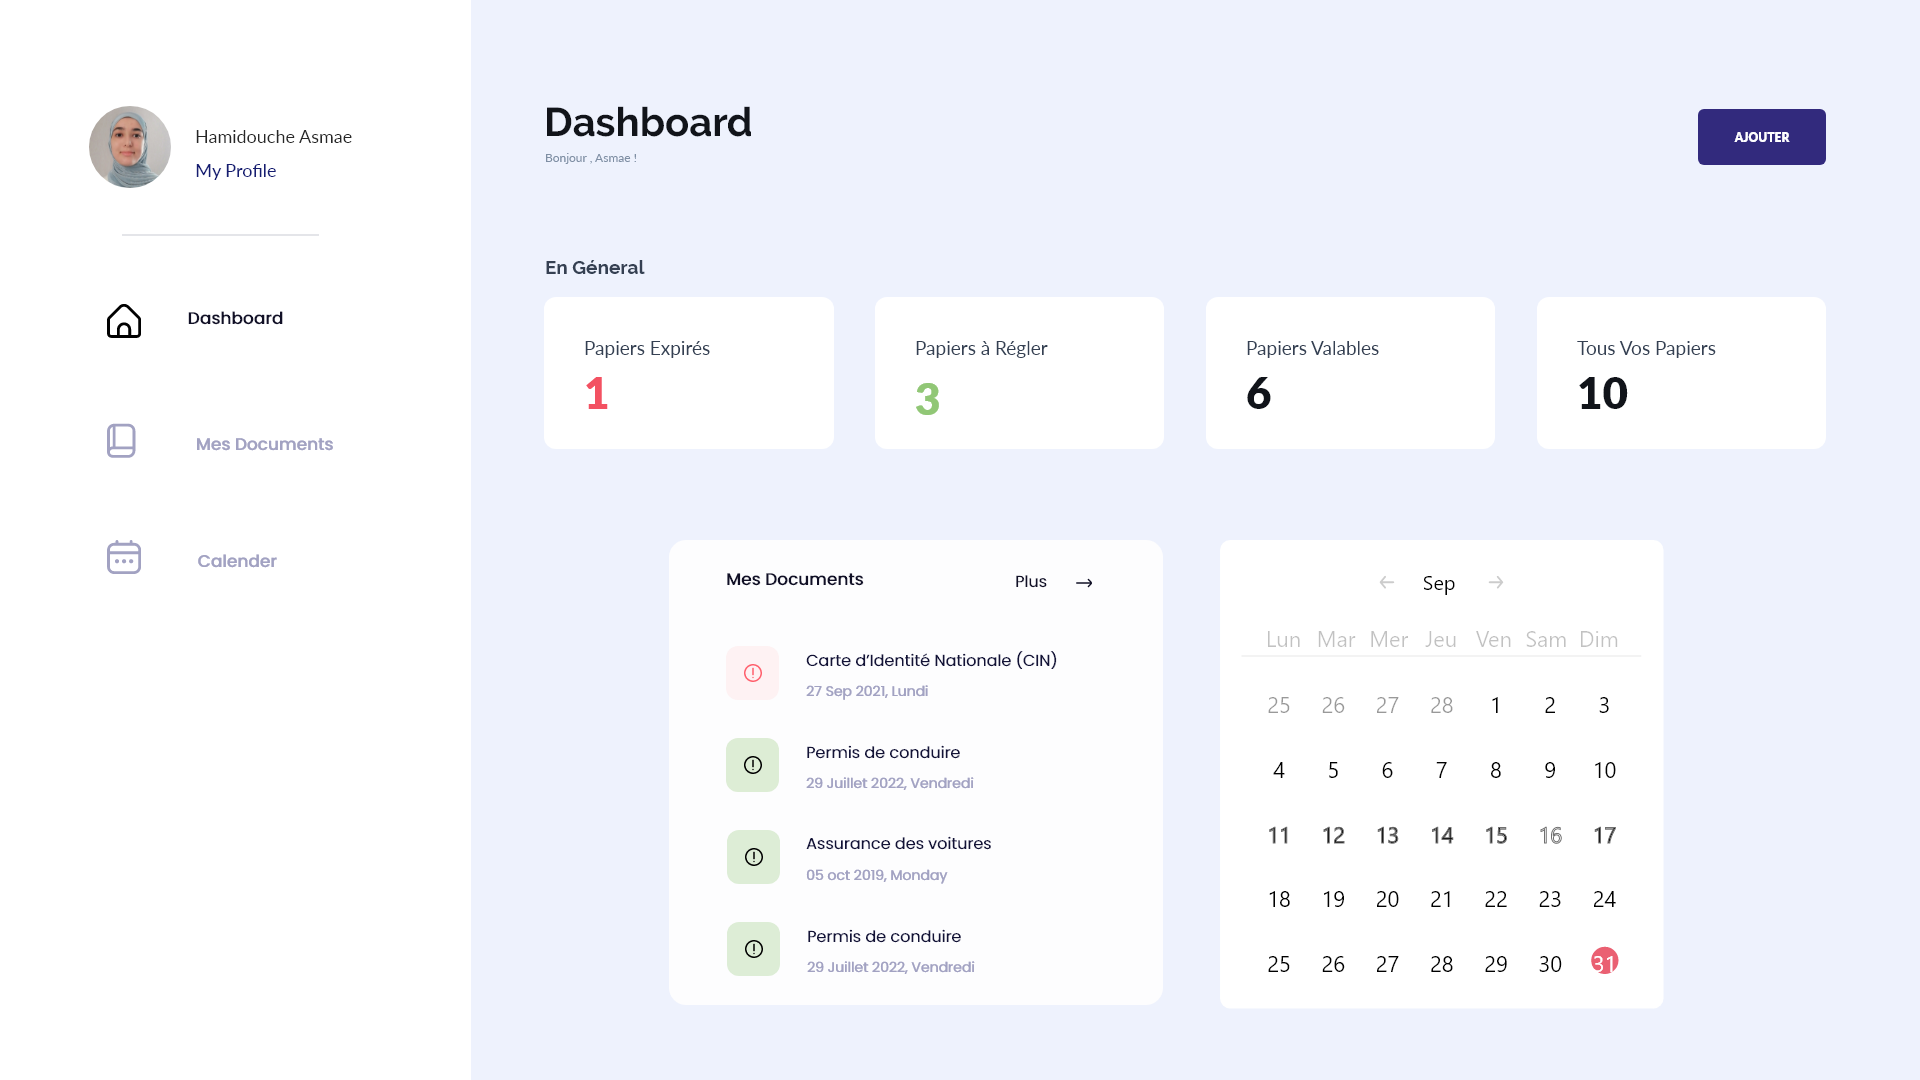 Hamidouche Asmae
My Profile
Dashboard
Mes Documents
Calender
Dashboard
Bonjour , Asmae !
AJOUTER
En Géneral
Papiers Expirés
1
Papiers à Régler
3
Papiers Valables
6
Tous Vos Papiers
10
Mes Documents
Plus
Carte d’Identité Nationale (CIN)
27 Sep 2021, Lundi
Permis de conduire
29 Juillet 2022, Vendredi
Assurance des voitures
05 oct 2019, Monday
Permis de conduire
29 Juillet 2022, Vendredi
Sep
Lun Mar Mer Jeu Ven Sam Dim
25 26 27 28 1 2 3
4 5 6 7 8 9 10
11 12 13 14 15 16 17
18 19 20 21 22 23 24
25 26 27 28 29 30 31